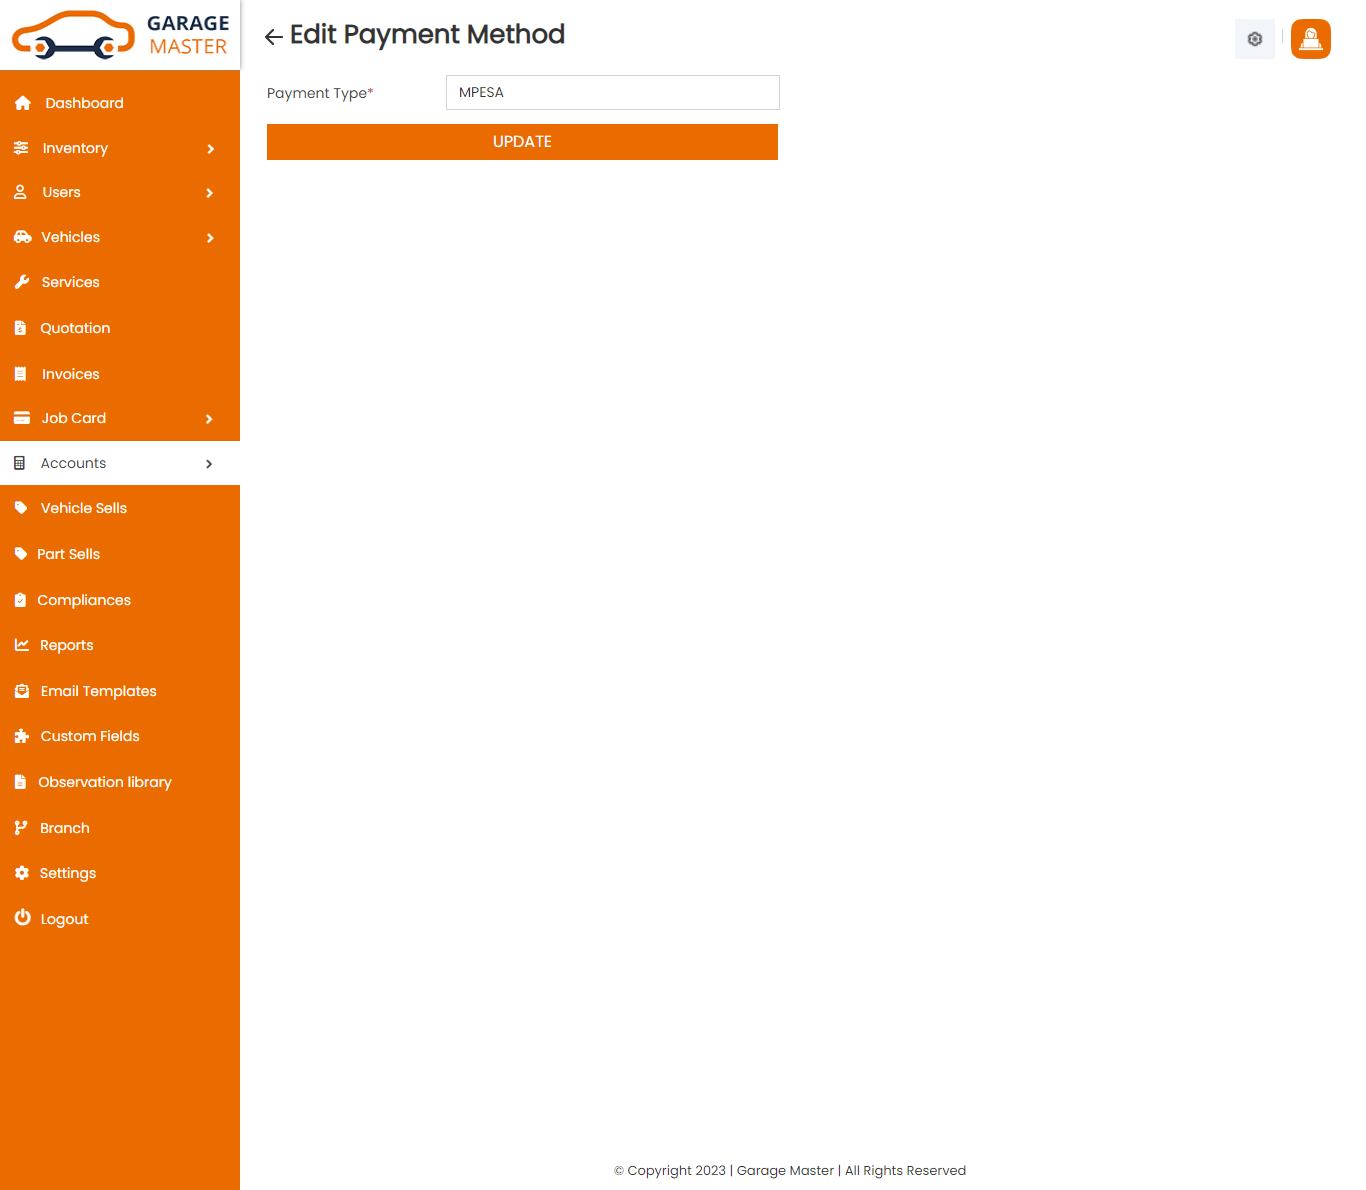 GARAGE
MASTER
Edit Payment Method
Payment Type*
MPESA
UPDATE
Dashboard
Inventory
Users
Vehicles
Services
Quotation
Invoices
Job Card
Accounts
Vehicle Sells
Part Sells
Compliances
Reports
Email Templates
Custom Fields
Observation library
Branch
Settings
Logout
© Copyright 2023 | Garage Master | All Rights Reserved